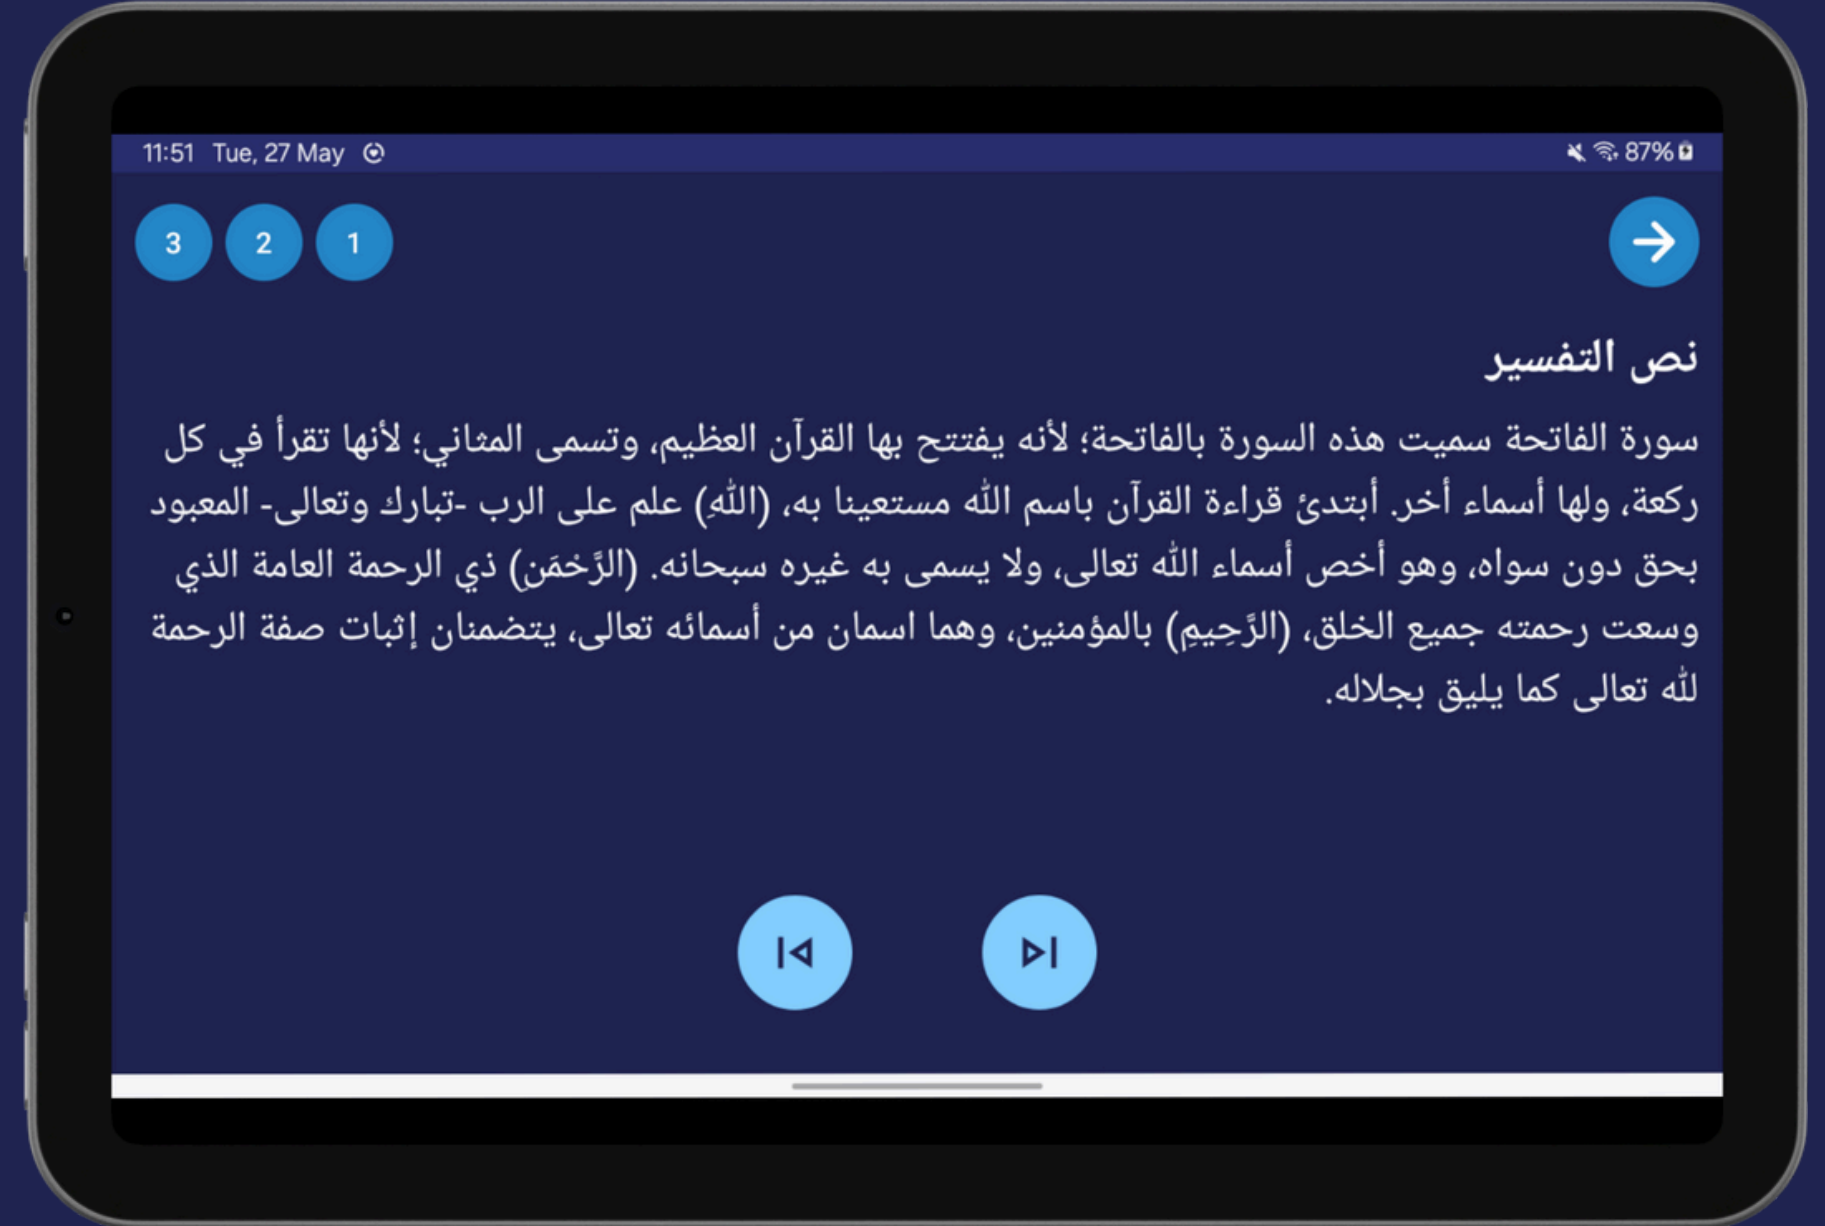 11:51 Tue, 27 May
87%
3 2 1
نص التفسير
سورة الفاتحة سميت هذه السورة بالفاتحة؛ لأنه يفتتح بها القرآن العظيم، وتسمى المثاني؛ لأنها تقرأ في كل
ركعة، ولها أسماء أخر. أبتدئ قراءة القرآن باسم الله مستعينا به، (اللهِ) علم على الرب -تبارك وتعالى- المعبود
بحق دون سواه، وهو أخص أسماء الله تعالى، ولا يسمى به غيره سبحانه. (الرَّحْمَنِ) ذي الرحمة العامة الذي
وسعت رحمته جميع الخلق، (الرَّحِيمِ) بالمؤمنين، وهما اسمان من أسمائه تعالى، يتضمنان إثبات صفة الرحمة
لله تعالى كما يليق بجلاله.